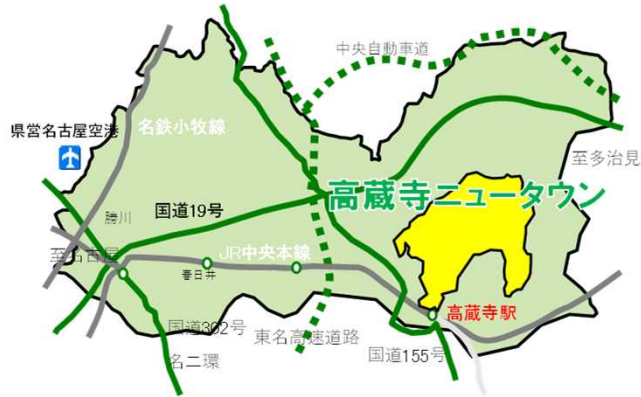 中央自動車道
名鉄小牧線
県営名古屋空港
至多治見
高蔵寺ニュータウン
国道19号
勝川
至名古屋
JR中央本線
春日井
高蔵寺駅
国道302号
東名高速道路
国道155号
名二環